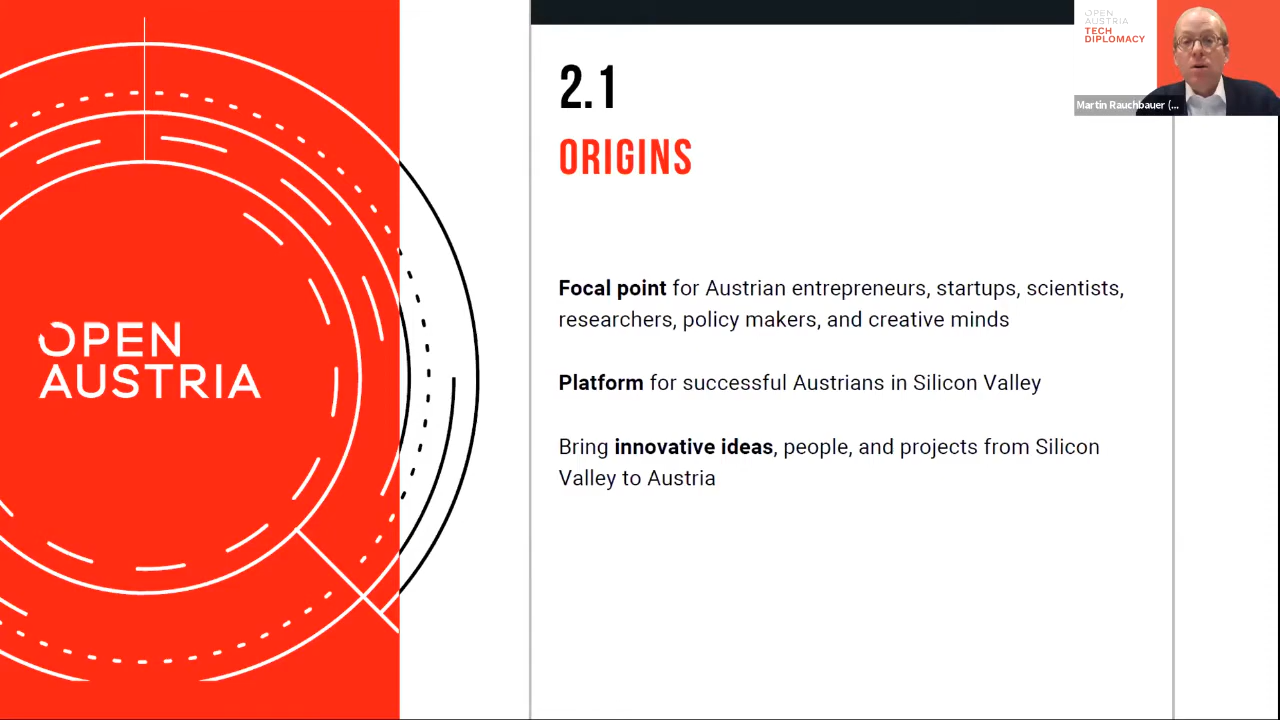 OPEN
AUSTRIA
2.1
ORIGINS
Focal point for Austrian entrepreneurs, startups, scientists,
researchers, policy makers, and creative minds
Platform for successful Austrians in Silicon Valley
Bring innovative ideas, people, and projects from Silicon
Valley to Austria
OPEN
AUSTRIA
TECH
DIPLOMACY
Martin Rauchbauer (...